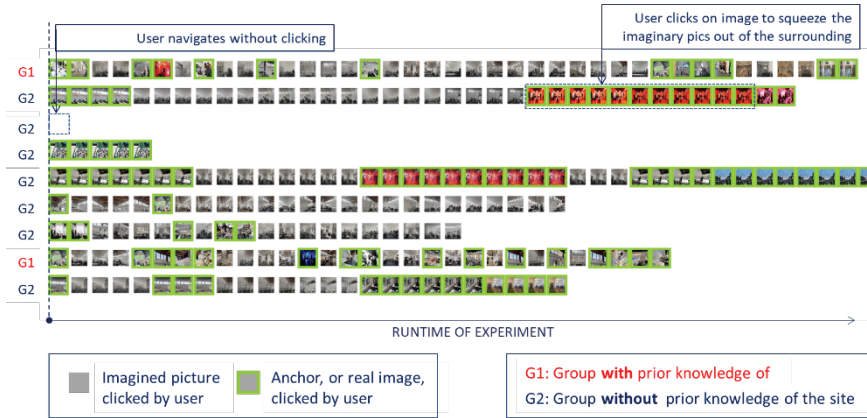 User navigates without clicking
User clicks on image to squeeze the
imaginary pics out of the surrounding
G1
G2
G2
G2
G2
G2
G2
G1
G2
RUNTIME OF EXPERIMENT
Imagined picture
clicked by user
Anchor, or real image,
clicked by user
G1: Group with prior knowledge of
G2: Group without prior knowledge of the site